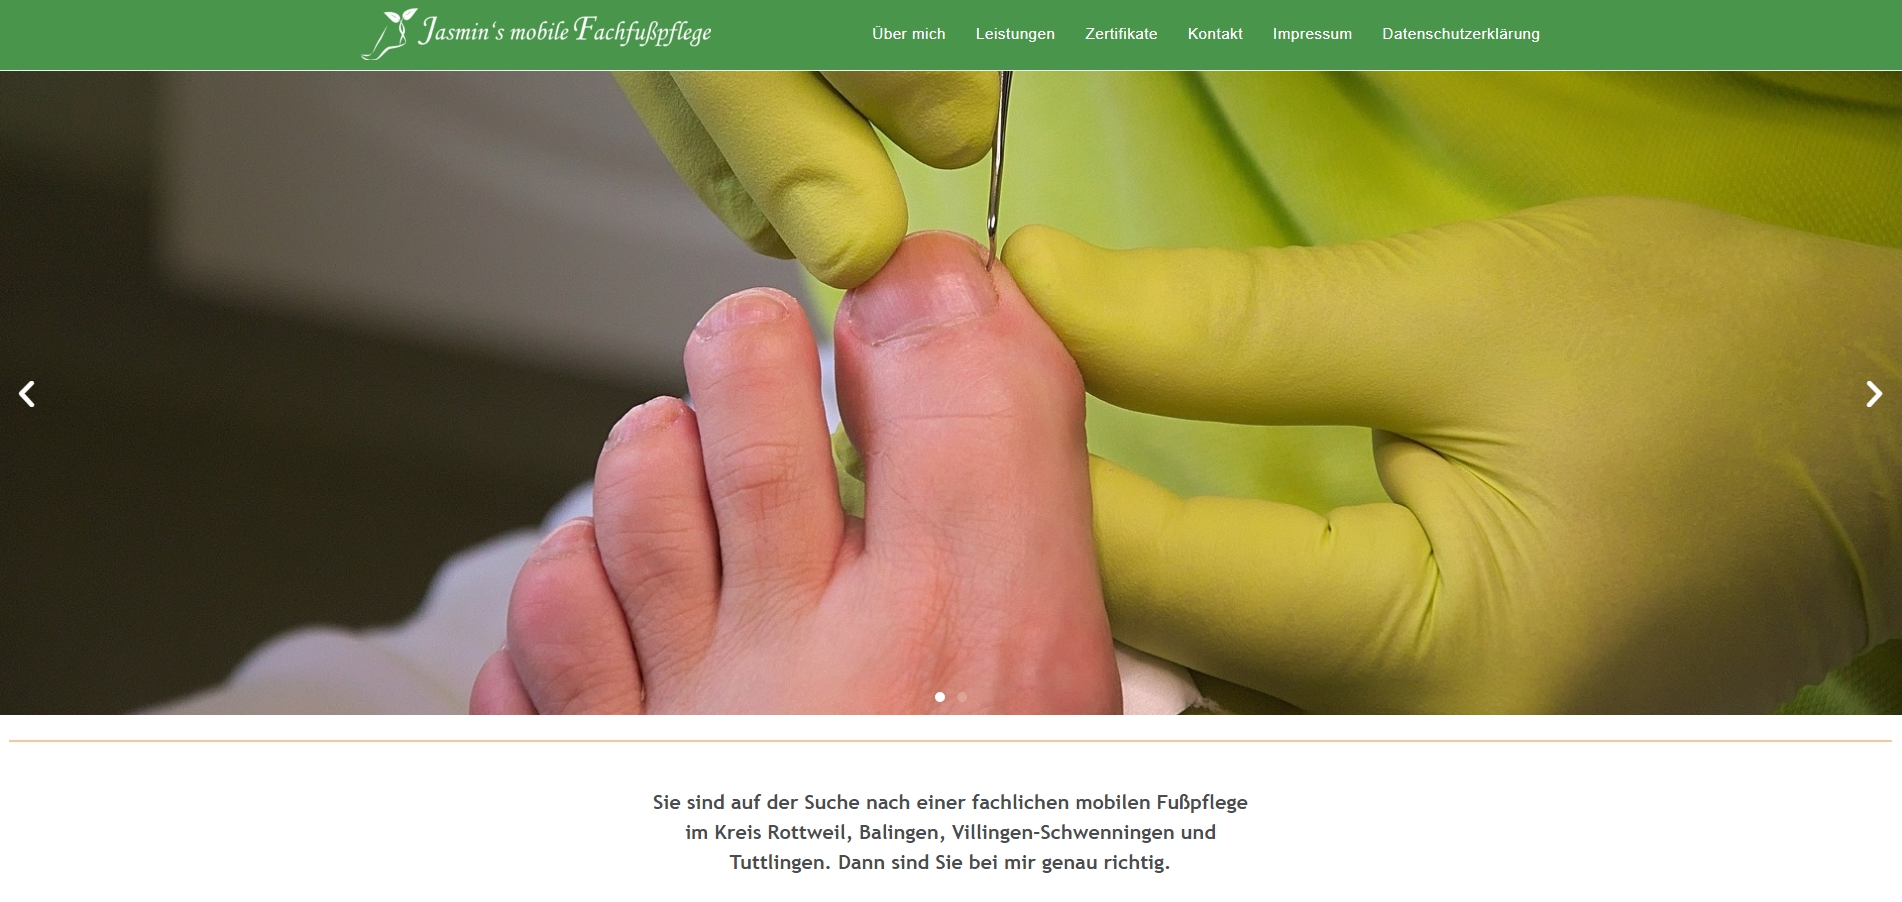 Jasmin's mobile Fachfußpflege
Über mich Leistungen Zertifikate Kontakt Impressum Datenschutzerklärung
Sie sind auf der Suche nach einer fachlichen mobilen Fußpflege
im Kreis Rottweil, Balingen, Villingen-Schwenningen und
Tuttlingen. Dann sind Sie bei mir genau richtig.